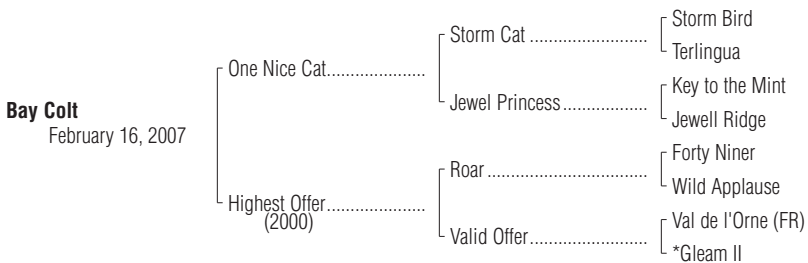 Storm Bird
Storm Cat ........................
Terlingua
One Nice Cat.....................
Key to the Mint
Jewel Princess.................
Jewell Ridge
Bay Colt
February 16, 2007
Forty Niner
Roar .................................
Wild Applause
Highest Offer.....................
(2000)
Val de l'Orne (FR)
Valid Offer........................
*Gleam II